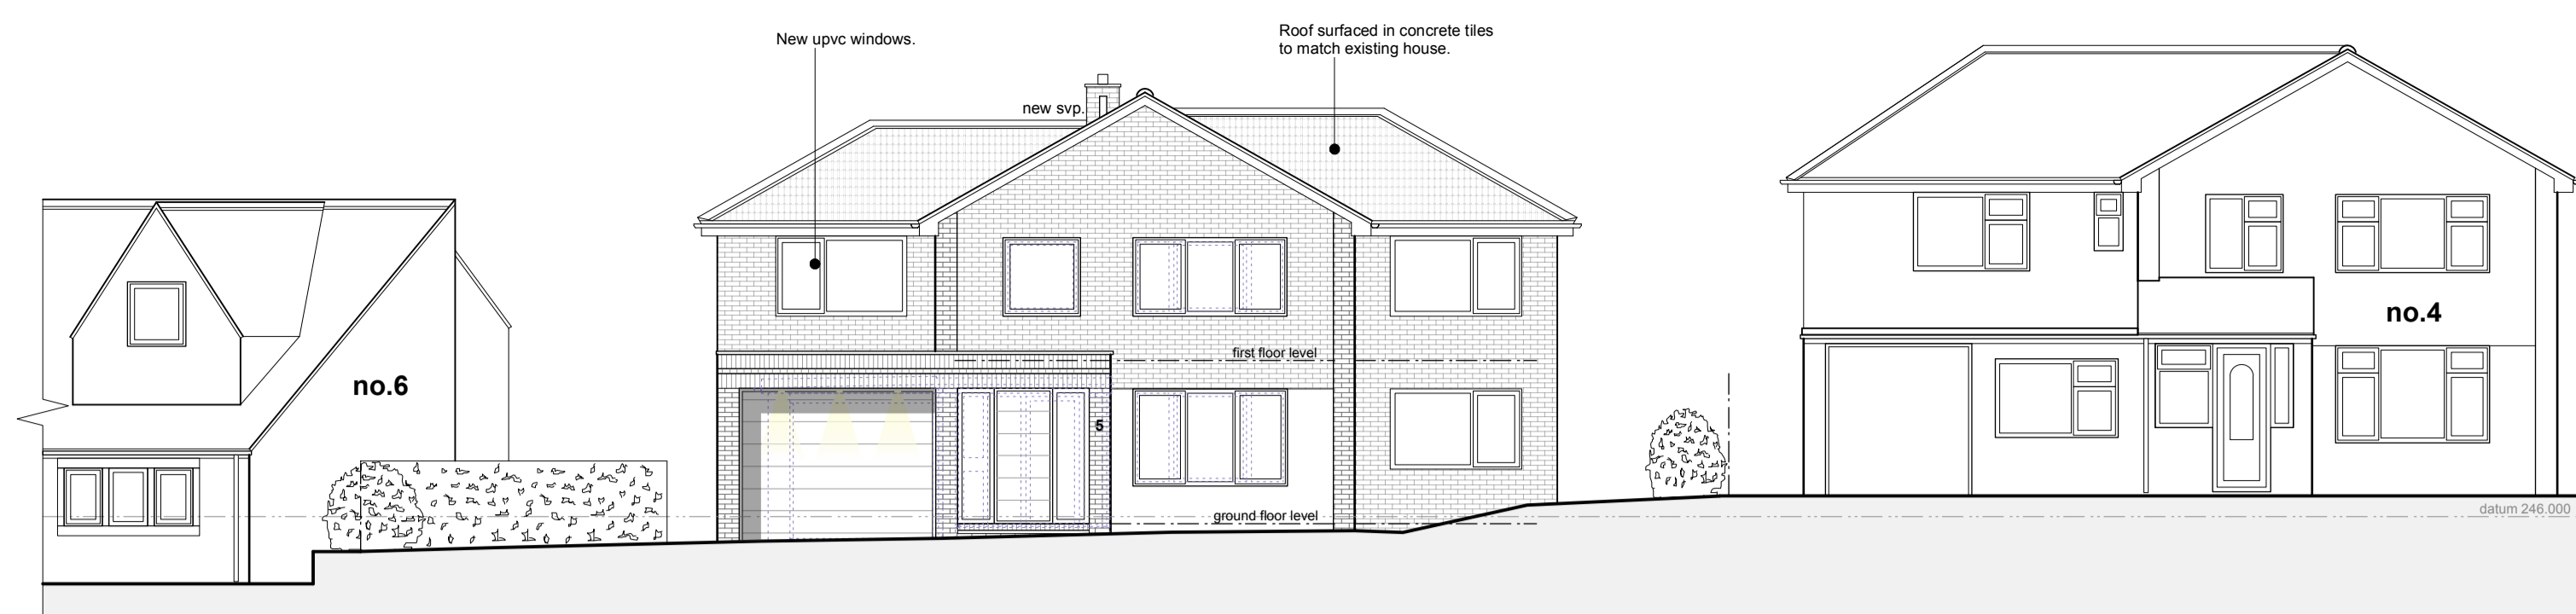 New upvc windows.
Roof surfaced in concrete tiles
to match existing house.
new svp.
no.6
no.4
first floor level
5
ground floor level
datum 246.000